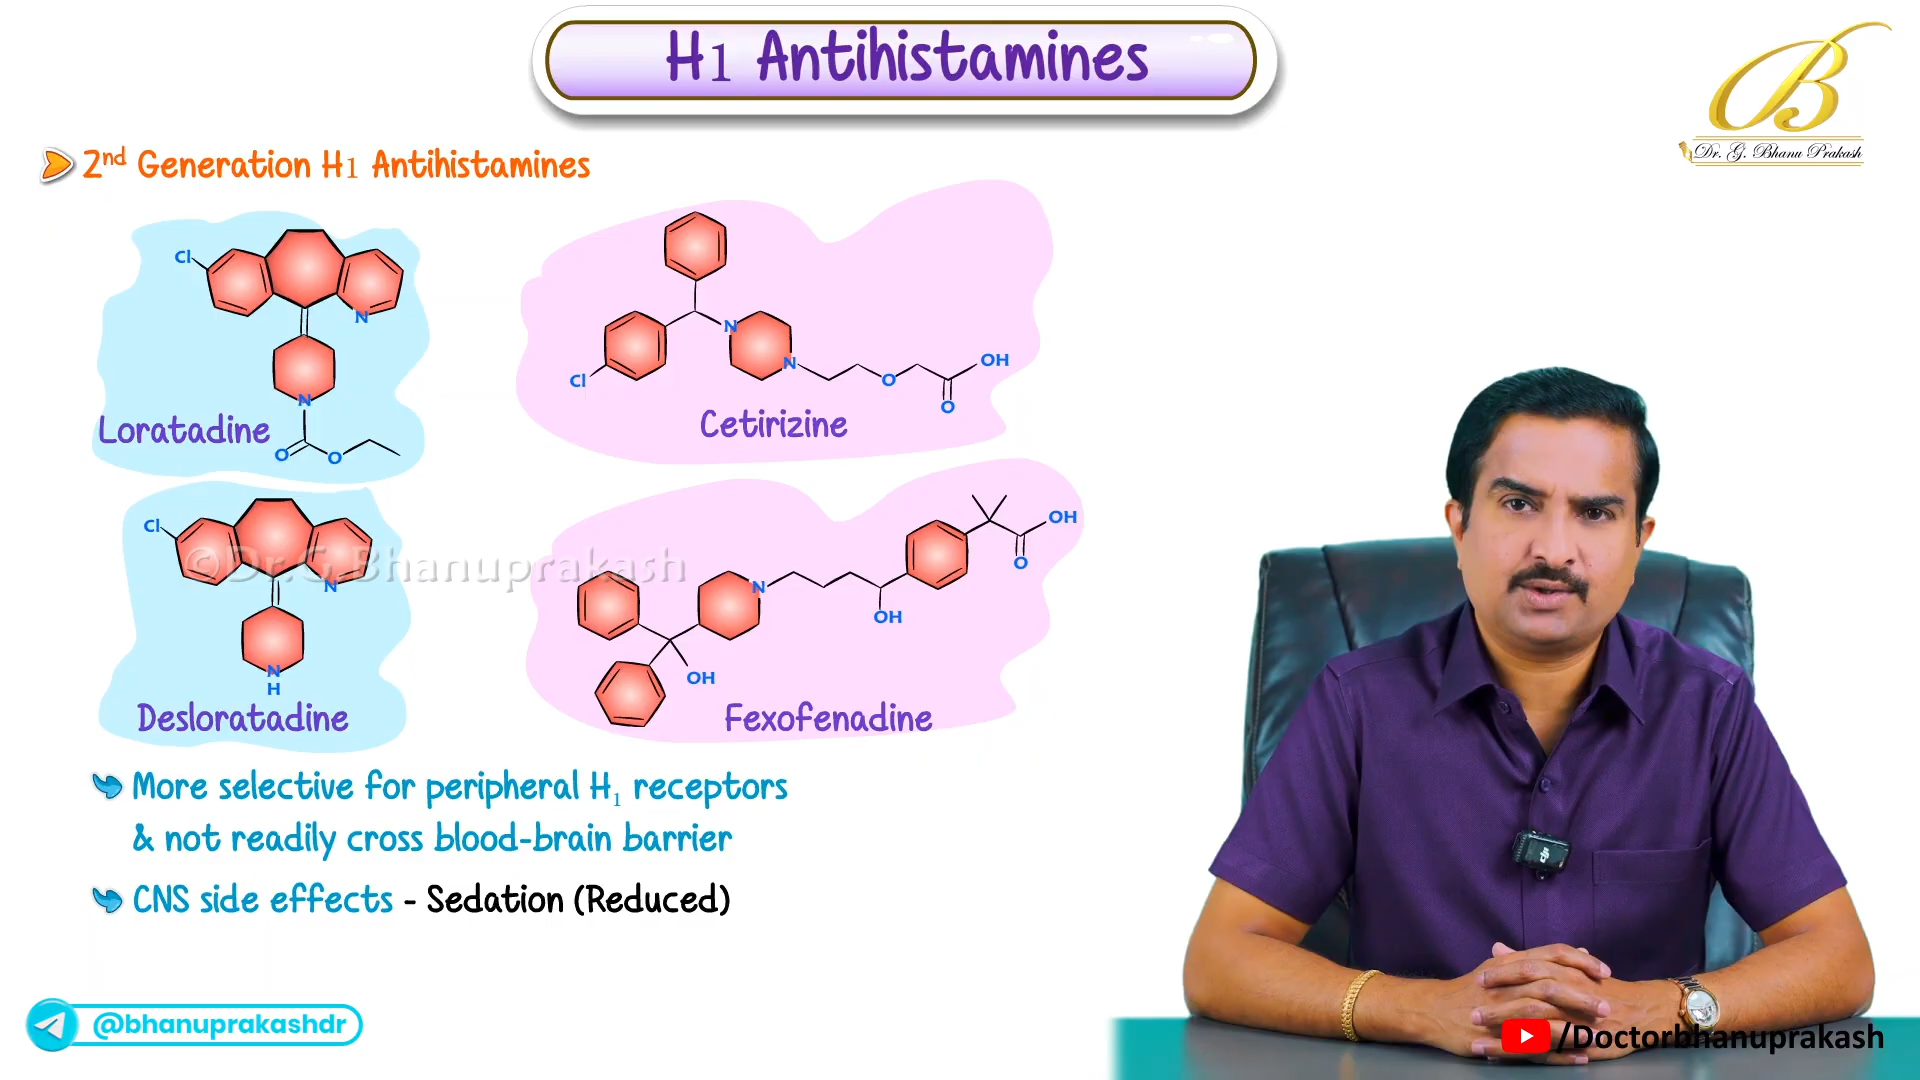 H1 Antihistamines
B
Dr. G. Bhanu Prakash
2nd Generation H1 Antihistamines
Cl
N
N
O
O
Loratadine
N
N
Cl
O
OH
O
Cetirizine
Cl
N
N
H
Desloratadine
OH
O
N
OH
OH
Fexofenadine
©Dr.G.Bhanuprakash
More selective for peripheral H1 receptors
& not readily cross blood-brain barrier
CNS side effects - Sedation (Reduced)
dji
@bhanuprakashdr
/Doctorbhanuprakash